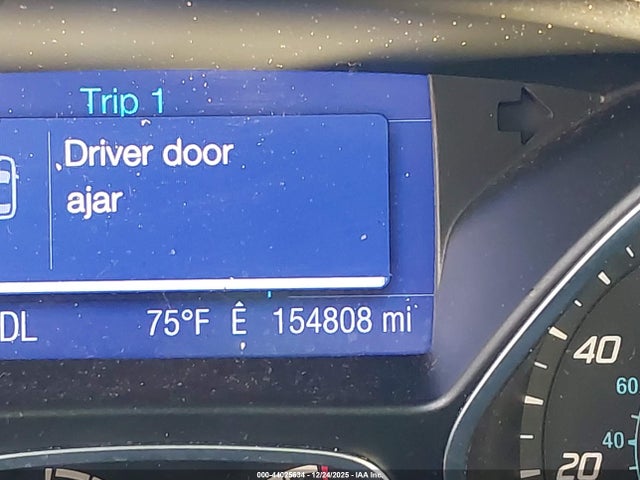 Trip 1
Driver door
ajar
DL 75°F E 154808 mi
40
60
40
20
000-44025634 - 12/24/2025 - IAA Inc.